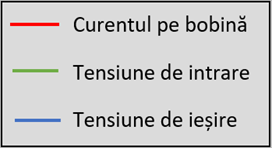 Curentul pe bobină
Tensiune de intrare
Tensiune de ieșire